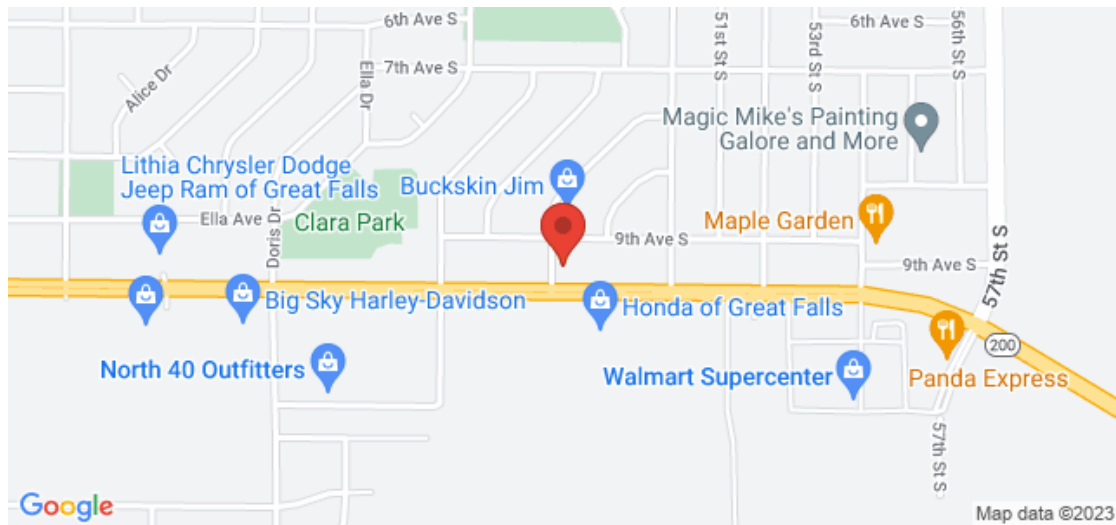 6th Ave S
6th Ave S
7th Ave S
Alice Dr
Ella Dr
51st St S
53rd St S
56th St S
Magic Mike's Painting
Galore and More
Lithia Chrysler Dodge
Jeep Ram of Great Falls
Buckskin Jim
Ella Ave
Doris Dr
Clara Park
Maple Garden
9th Ave S
9th Ave S
57th St S
Big Sky Harley-Davidson
Honda of Great Falls
200
North 40 Outfitters
Walmart Supercenter
Panda Express
57th St S
Google
Map data ©2023